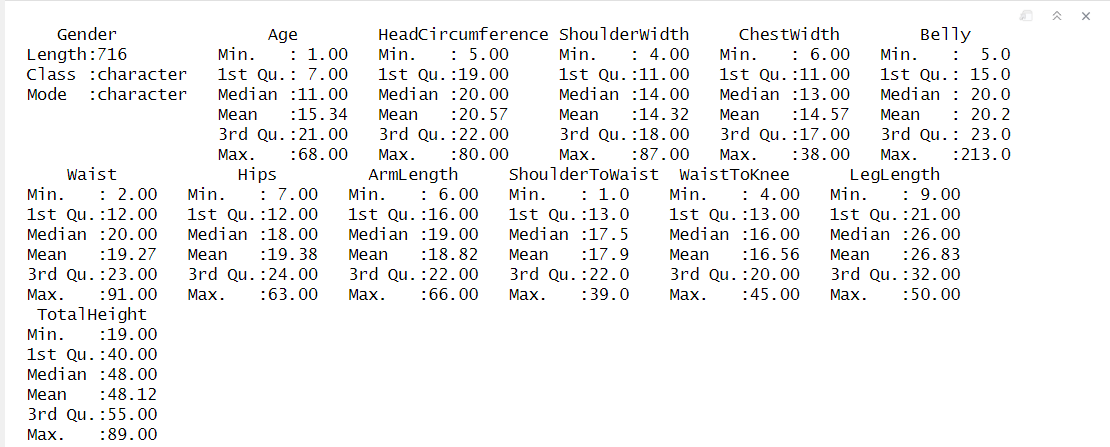 Gender               Age        HeadCircumference ShoulderWidth     ChestWidth        Belly
Length:716         Min.   : 1.00   Min.   : 5.00     Min.   : 4.00   Min.   : 6.00   Min.   :  5.0
Class :character   1st Qu.: 7.00   1st Qu.:19.00     1st Qu.:11.00   1st Qu.:11.00   1st Qu.: 15.0
Mode  :character   Median :11.00   Median :20.00     Median :14.00   Median :13.00   Median : 20.0
                   Mean   :15.34   Mean   :20.57     Mean   :14.32   Mean   :14.57   Mean   : 20.2
                   3rd Qu.:21.00   3rd Qu.:22.00     3rd Qu.:18.00   3rd Qu.:17.00   3rd Qu.: 23.0
                   Max.   :68.00   Max.   :80.00     Max.   :87.00   Max.   :38.00   Max.   :213.0
    Waist            Hips         ArmLength     ShoulderToWaist  WaistToKnee      LegLength
Min.   : 2.00   Min.   : 7.00   Min.   : 6.00   Min.   : 1.0    Min.   : 4.00   Min.   : 9.00
1st Qu.:12.00   1st Qu.:12.00   1st Qu.:16.00   1st Qu.:13.0    1st Qu.:13.00   1st Qu.:21.00
Median :20.00   Median :18.00   Median :19.00   Median :17.5    Median :16.00   Median :26.00
Mean   :19.27   Mean   :19.38   Mean   :18.82   Mean   :17.9    Mean   :16.56   Mean   :26.83
3rd Qu.:23.00   3rd Qu.:24.00   3rd Qu.:22.00   3rd Qu.:22.0    3rd Qu.:20.00   3rd Qu.:32.00
Max.   :91.00   Max.   :63.00   Max.   :66.00   Max.   :39.0    Max.   :45.00   Max.   :50.00
 TotalHeight
Min.   :19.00
1st Qu.:40.00
Median :48.00
Mean   :48.12
3rd Qu.:55.00
Max.   :89.00